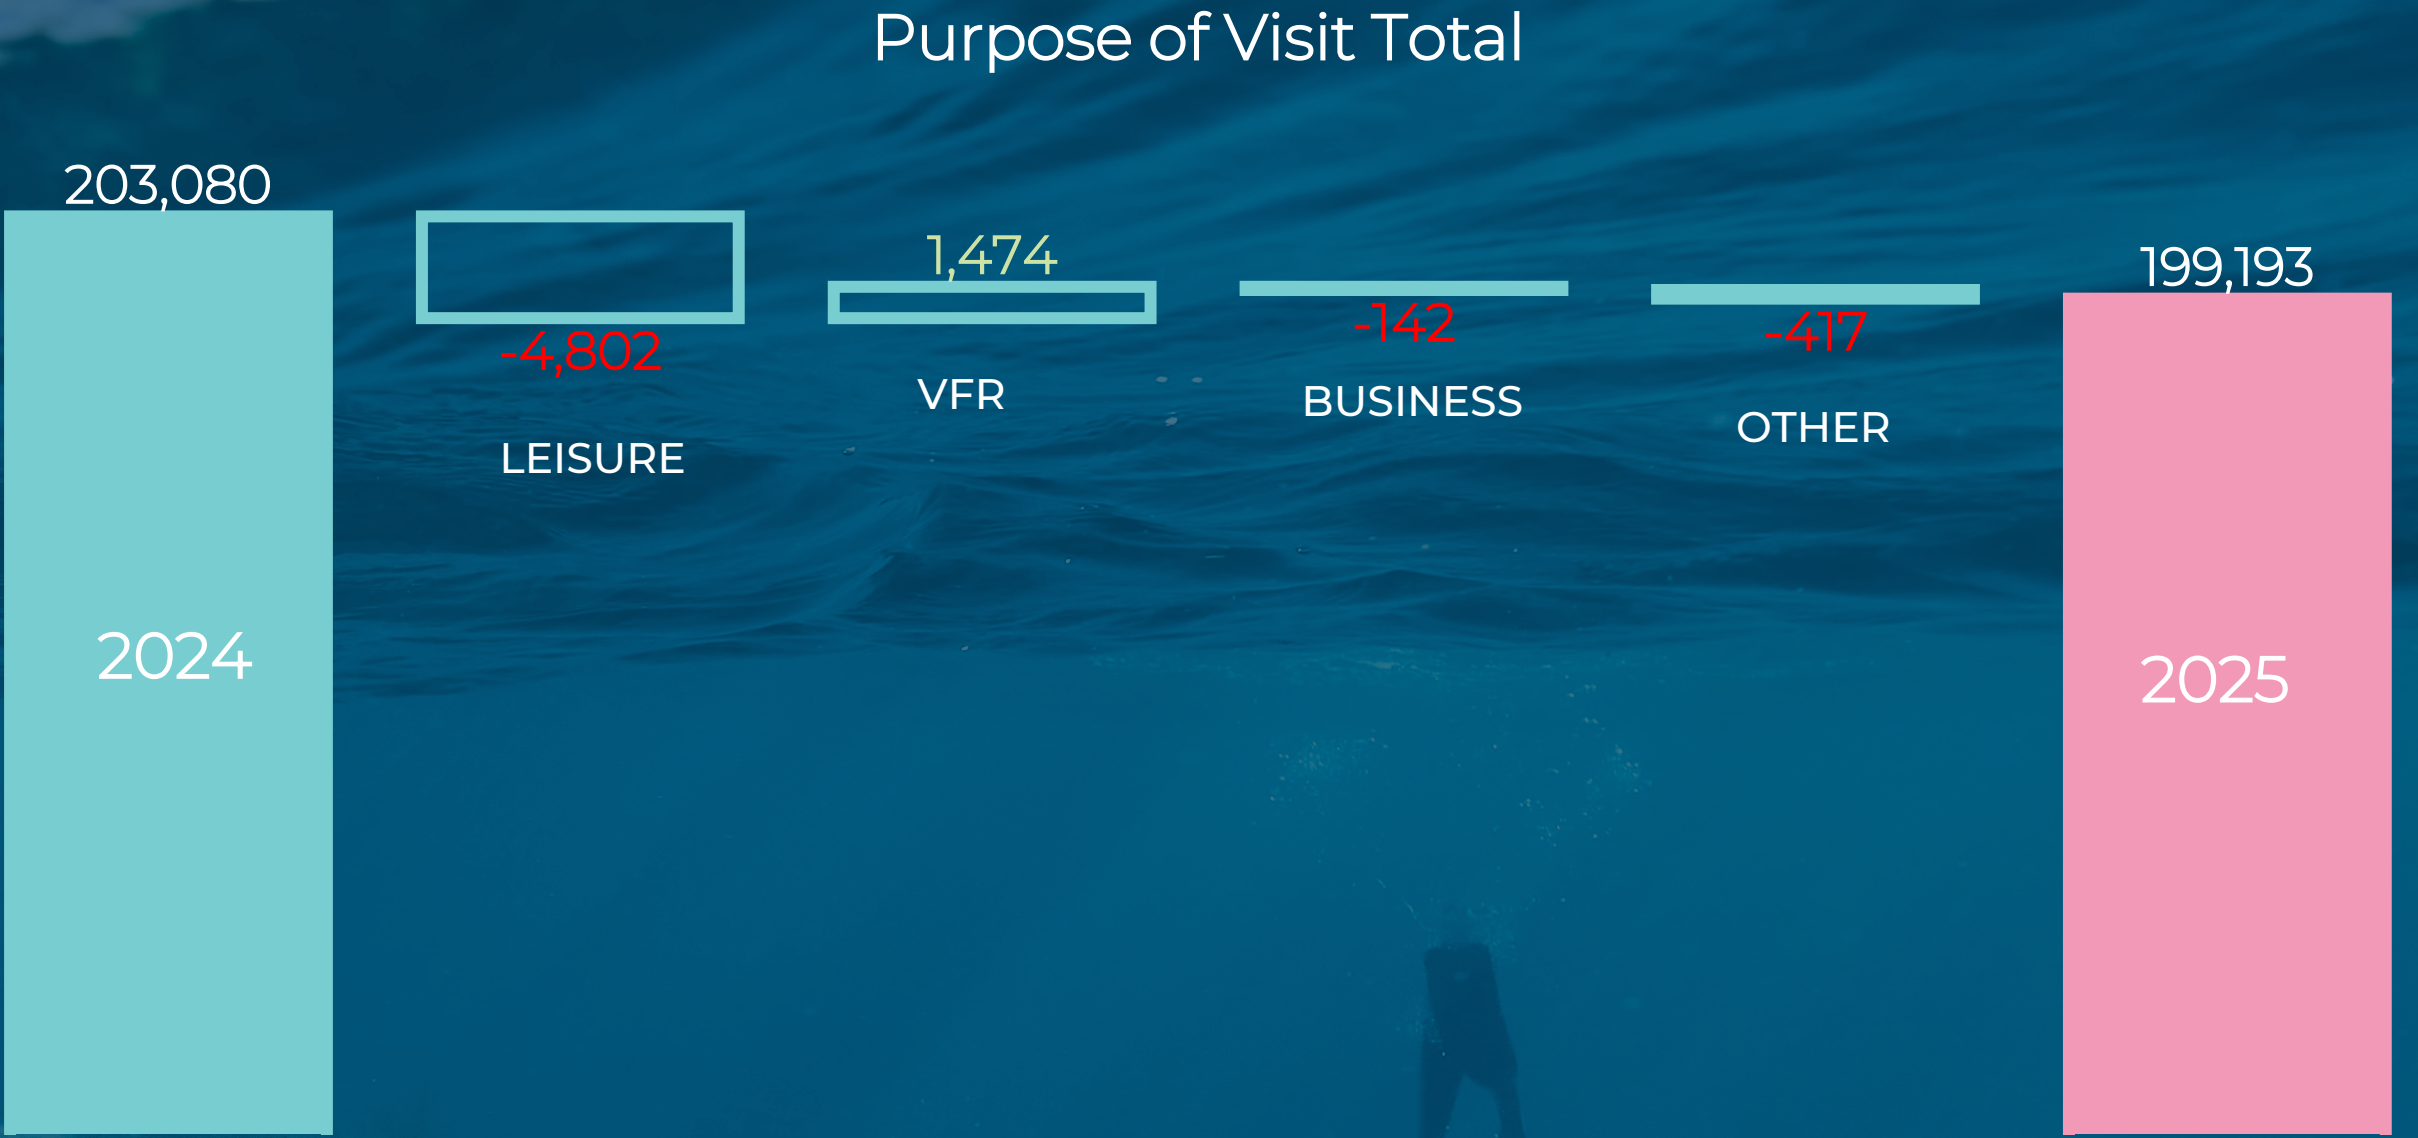 Purpose of Visit Total
203,080
2024
-4,802
LEISURE
1,474
VFR
-142
BUSINESS
-417
OTHER
199,193
2025